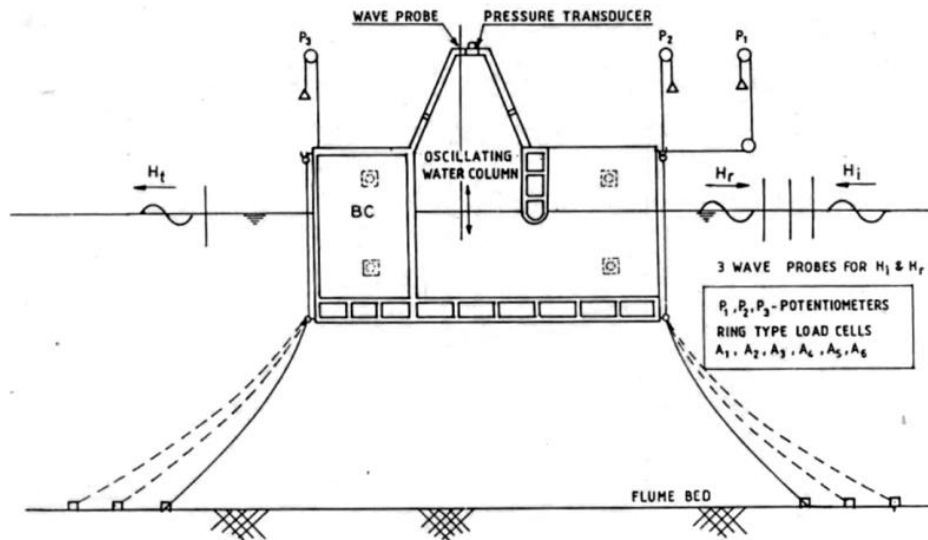 WAVE PROBE
PRESSURE TRANSDUCER
P3
P2
P1
OSCILLATING
WATER COLUMN
Ht
Hr
Hi
BC
3 WAVE PROBES FOR Hi & Hr
P1, P2, P3-POTENTIOMETERS
RING TYPE LOAD CELLS
A1, A2, A3, A4, A5, A6
FLUME BED